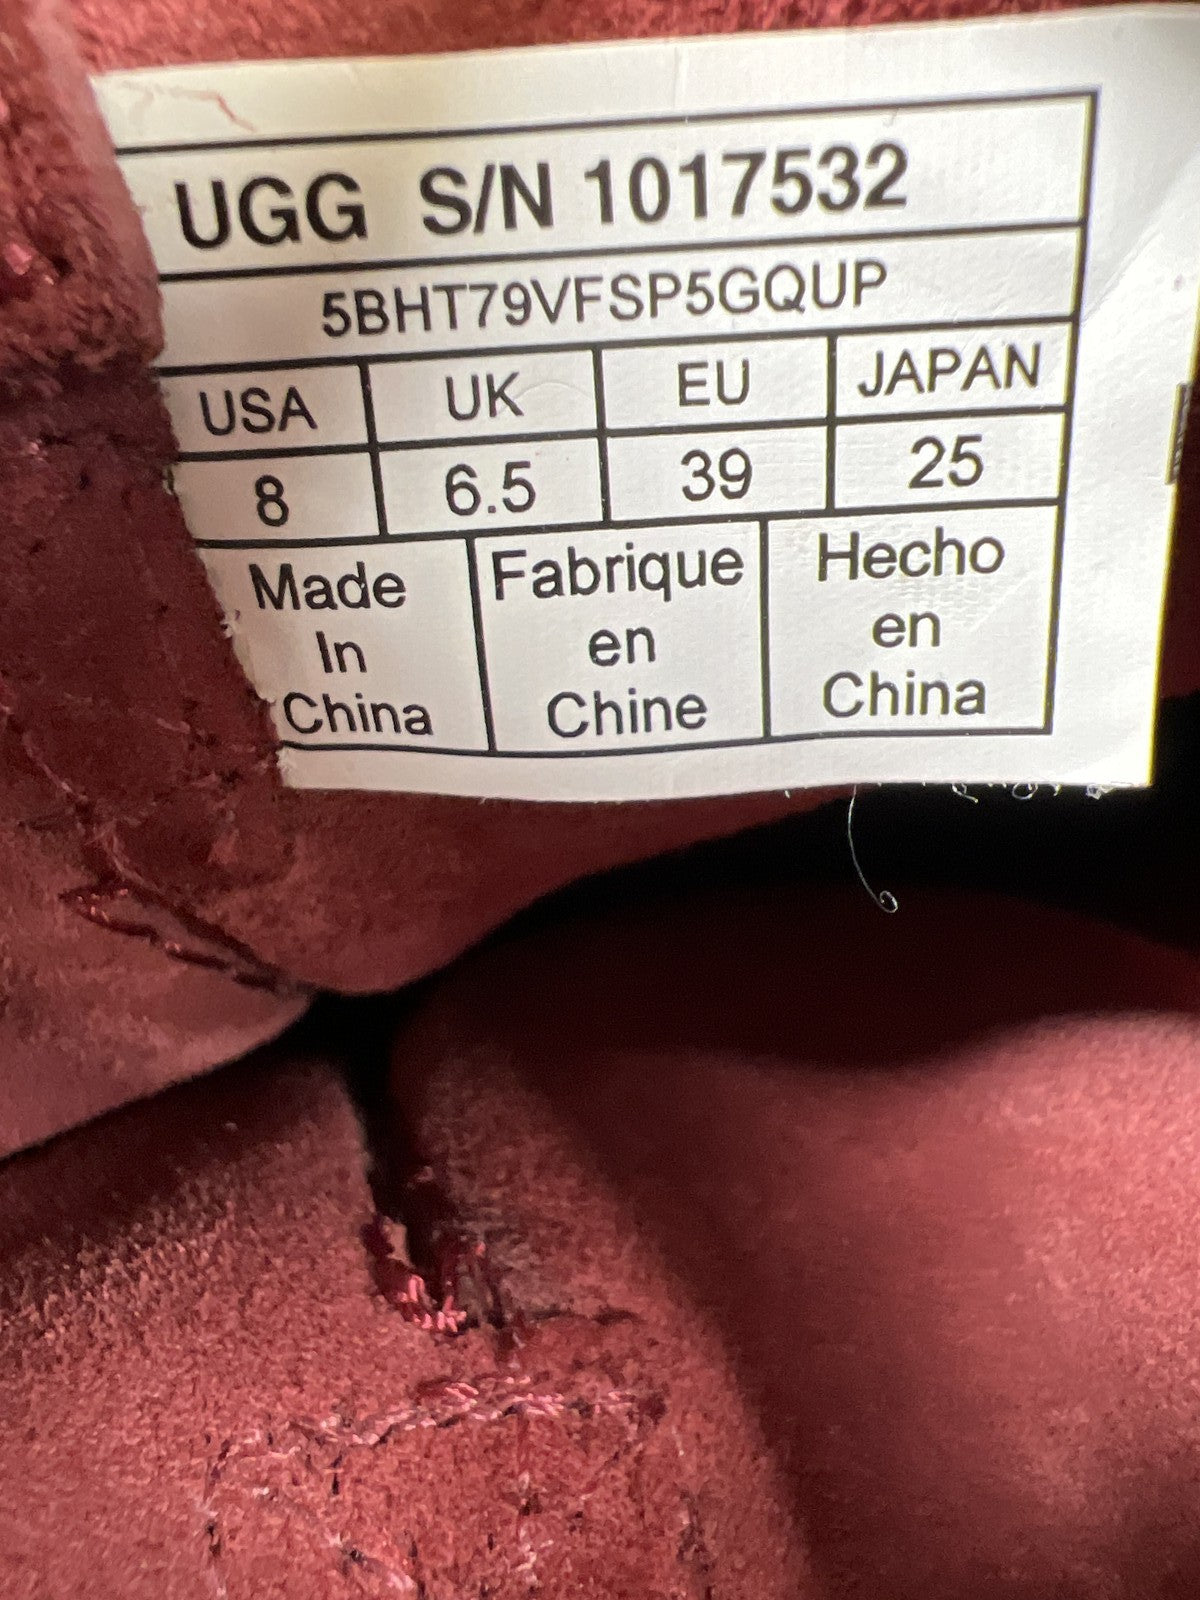 UGG S/N 1017532
5BHT79VFSP5GQUP
USA UK EU JAPAN
8 6.5 39 25
Made In China
Fabrique en Chine
Hecho en China